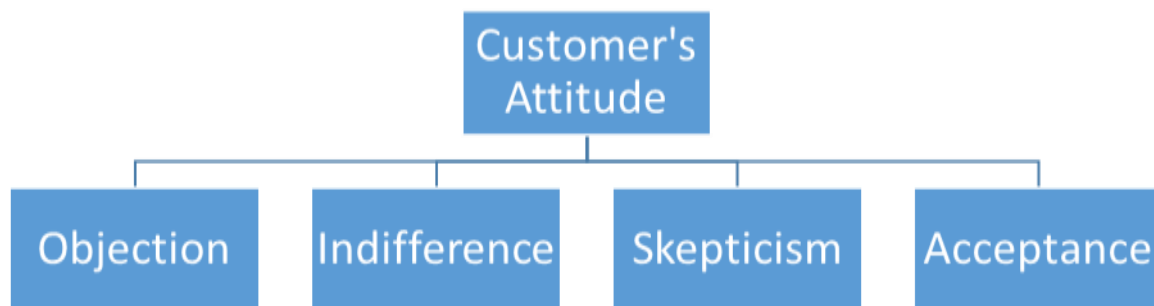 Customer's
Attitude
Objection
Indifference
Skepticism
Acceptance